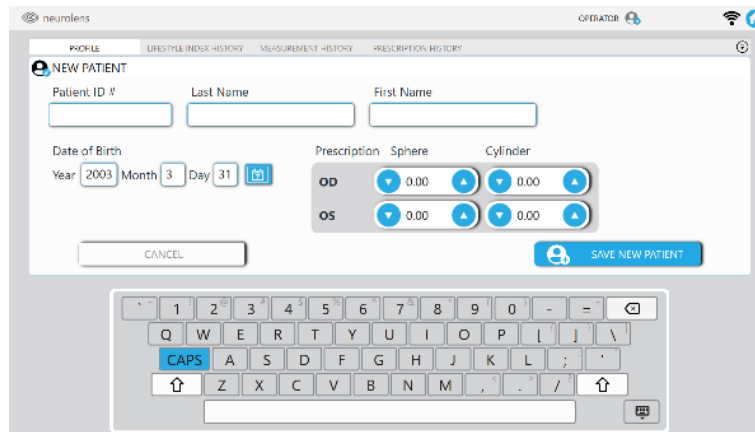 neurolens OPERATOR
PROFILE LIFESTYLE INDEX HISTORY MEASUREMENT HISTORY PRESCRIPTION HISTORY
NEW PATIENT
Patient ID # Last Name First Name
Date of Birth Prescription Sphere Cylinder
Year 2003 Month 3 Day 31 7
OD 0.00 0.00
OS 0.00 0.00
CANCEL SAVE NEW PATIENT
` ~ 1 ! 2 @ 3 # 4 $ 5 % 6 ^ 7 & 8 * 9 ( 0 ) - = +
Q W E R T Y U I O P [ { ] } \ |
CAPS A S D F G H J K L ; : ' "
Z X C V B N M , < . > / ?